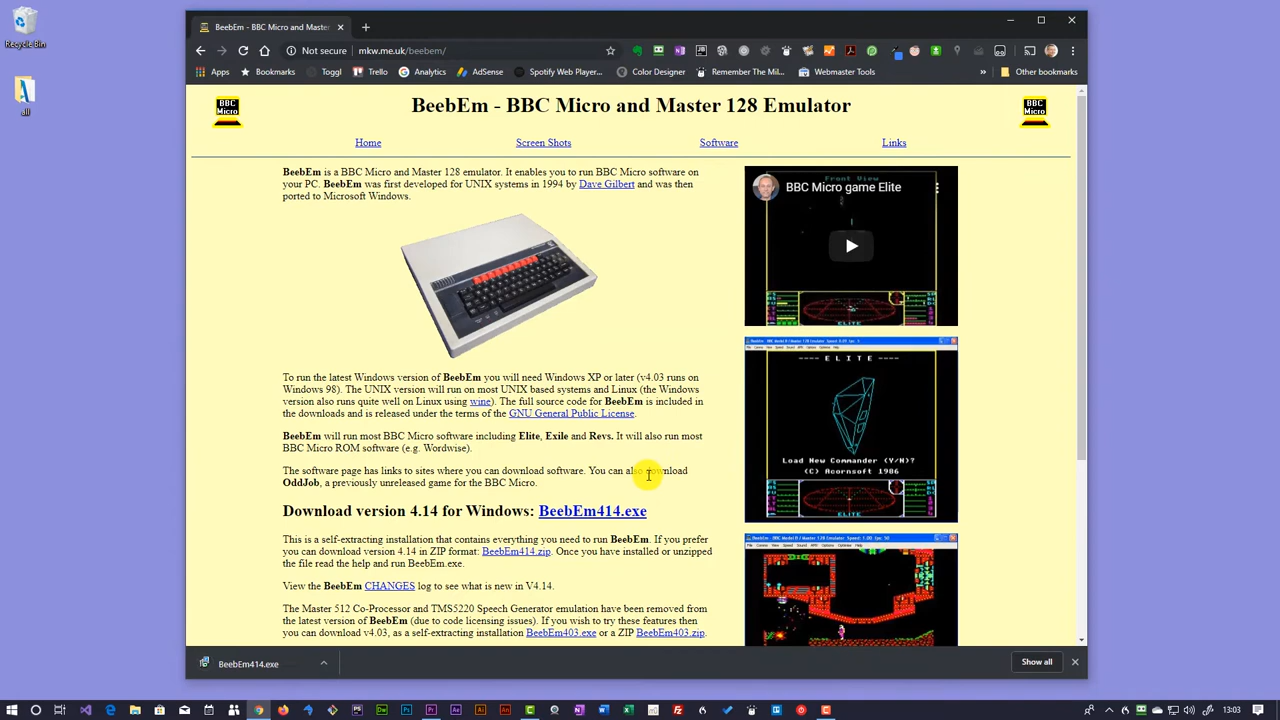 Recycle Bin
all
BeebEm - BBC Micro and Master 128 Em
Not secure
mkw.me.uk/beebem/
Apps
Bookmarks
Toggl
Trello
Analytics
AdSense
Spotify Web Player...
Color Designer
Remember The Mil...
Webmaster Tools
»
Other bookmarks
BBC
Micro
BeebEm - BBC Micro and Master 128 Emulator
BBC
Micro
Home
Screen Shots
Software
Links
BeebEm is a BBC Micro and Master 128 emulator. It enables you to run BBC Micro software on
your PC. BeebEm was first developed for UNIX systems in 1994 by Dave Gilbert and was then
ported to Microsoft Windows.
Front View
BBC Micro game Elite
ELITE
To run the latest Windows version of BeebEm you will need Windows XP or later (v4.03 runs on
Windows 98). The UNIX version will run on most UNIX based systems and Linux (the Windows
version also runs quite well on Linux using wine). The full source code for BeebEm is included in
the downloads and is released under the terms of the GNU General Public License.
BeebEm will run most BBC Micro software including Elite, Exile and Revs. It will also run most
BBC Micro ROM software (e.g. Wordwise).
The software page has links to sites where you can download software. You can also download
OddJob, a previously unreleased game for the BBC Micro.
---- E L I T E ----
Load New Commander (Y/N)?
(C) Acornsoft 1986
ELITE
Download version 4.14 for Windows: BeebEm414.exe
This is a self-extracting installation that contains everything you need to run BeebEm. If you prefer
you can download version 4.14 in ZIP format: BeebEm414.zip. Once you have installed or unzipped
the file read the help and run BeebEm.exe.
View the BeebEm CHANGES log to see what is new in V4.14.
The Master 512 Co-Processor and TMS5220 Speech Generator emulation have been removed from
the latest version of BeebEm (due to code licensing issues). If you wish to try these features then
you can download v4.03, as a self-extracting installation BeebEm403.exe or a ZIP BeebEm403.zip.
BeebEm414.exe
Show all
13:03